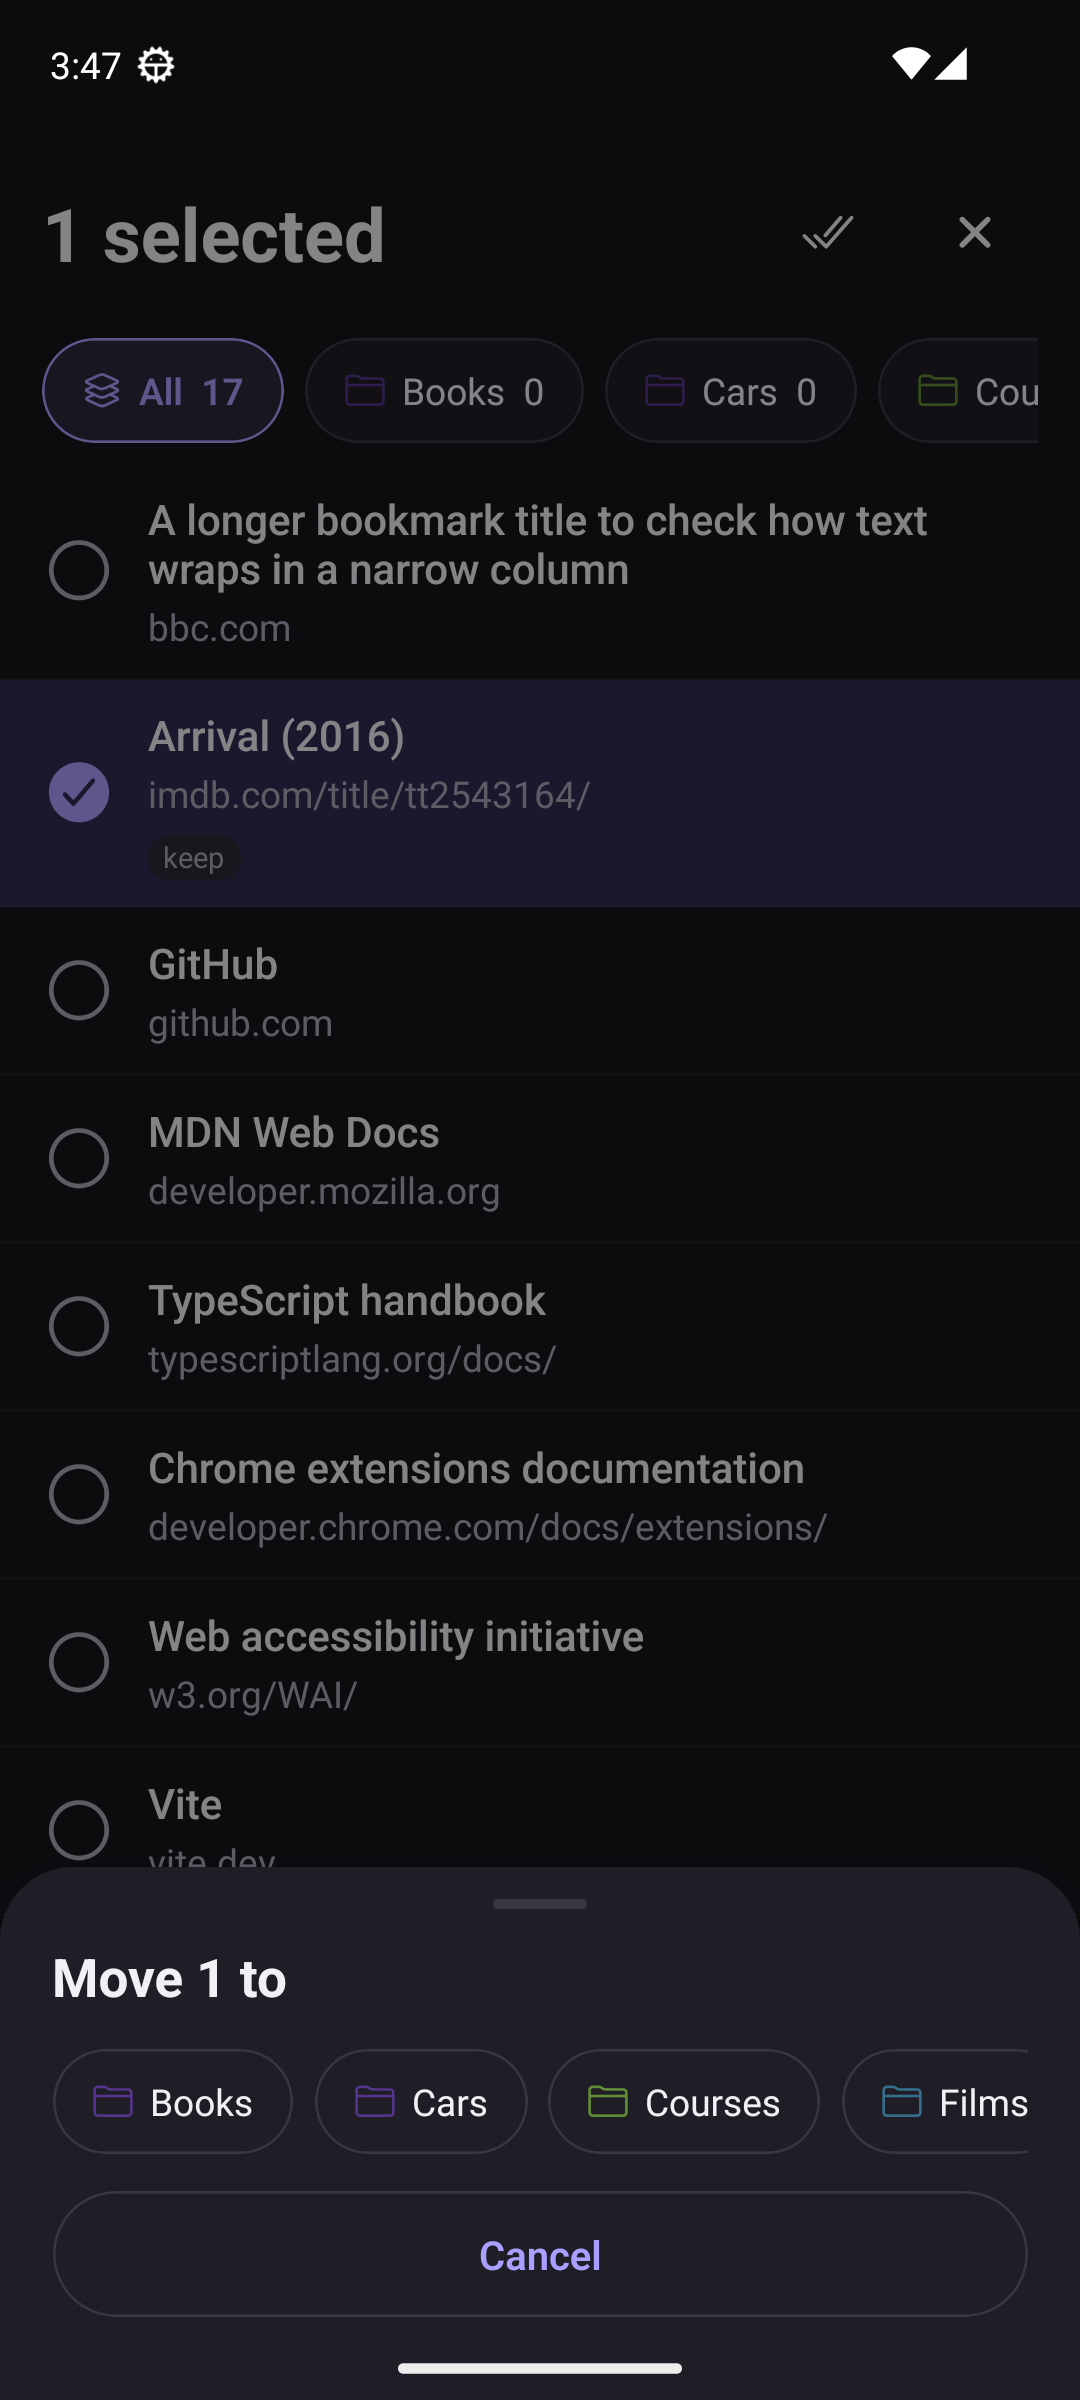 3:47
1 selected
All 17 Books 0 Cars 0 Cou
A longer bookmark title to check how text
wraps in a narrow column
bbc.com
Arrival (2016)
imdb.com/title/tt2543164/
keep
GitHub
github.com
MDN Web Docs
developer.mozilla.org
TypeScript handbook
typescriptlang.org/docs/
Chrome extensions documentation
developer.chrome.com/docs/extensions/
Web accessibility initiative
w3.org/WAI/
Vite
vite.dev
Move 1 to
Books Cars Courses Films
Cancel